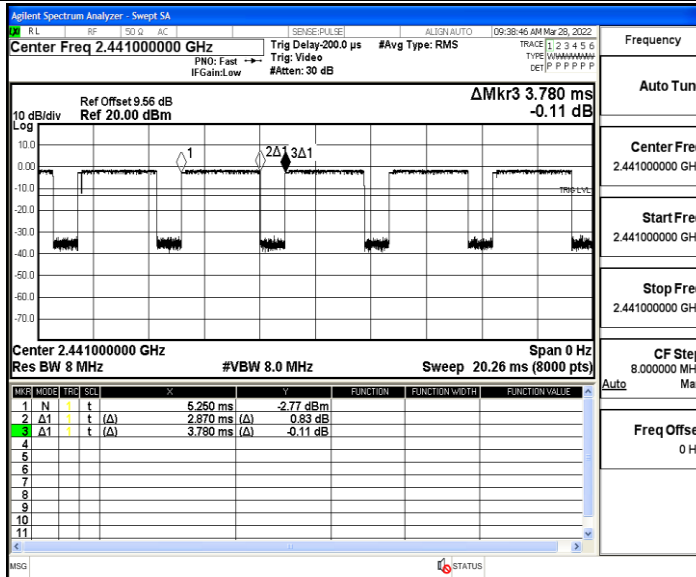 Agilent Spectrum Analyzer - Swept SA
LXI RL RF 50 Ω AC SENSE:PULSE ALIGN AUTO 09:38:46 AM Mar 28, 2022
Center Freq 2.441000000 GHz
Trig Delay-200.0 µs #Avg Type: RMS
TRACE 1 2 3 4 5 6
PNO: Fast Trig: Video
TYPE WWWWWW
IFGain:Low #Atten: 30 dB
DET P P P P P P
Frequency
Auto Tun
ΔMkr3 3.780 ms
-0.11 dB
Ref Offset 9.56 dB
10 dB/div Ref 20.00 dBm
Log
10.0
0.00
-10.0
-20.0
-30.0
-40.0
-50.0
-60.0
-70.0
1
2Δ1
3Δ1
TRIG LVL
Center Fre
2.441000000 GH
Start Fre
2.441000000 GH
Stop Fre
2.441000000 GH
Center 2.441000000 GHz Span 0 Hz
Res BW 8 MHz #VBW 8.0 MHz Sweep 20.26 ms (8000 pts)
CF Step
8.000000 MH
Auto Ma
MKR MODE TRC SCL X Y FUNCTION FUNCTION WIDTH FUNCTION VALUE
1 N 1 t 5.250 ms -2.77 dBm
2 Δ1 1 t (Δ) 2.870 ms (Δ) 0.83 dB
3 Δ1 1 t (Δ) 3.780 ms (Δ) -0.11 dB
4
5
6
7
8
9
10
11
Freq Offse
0 H
MSG STATUS